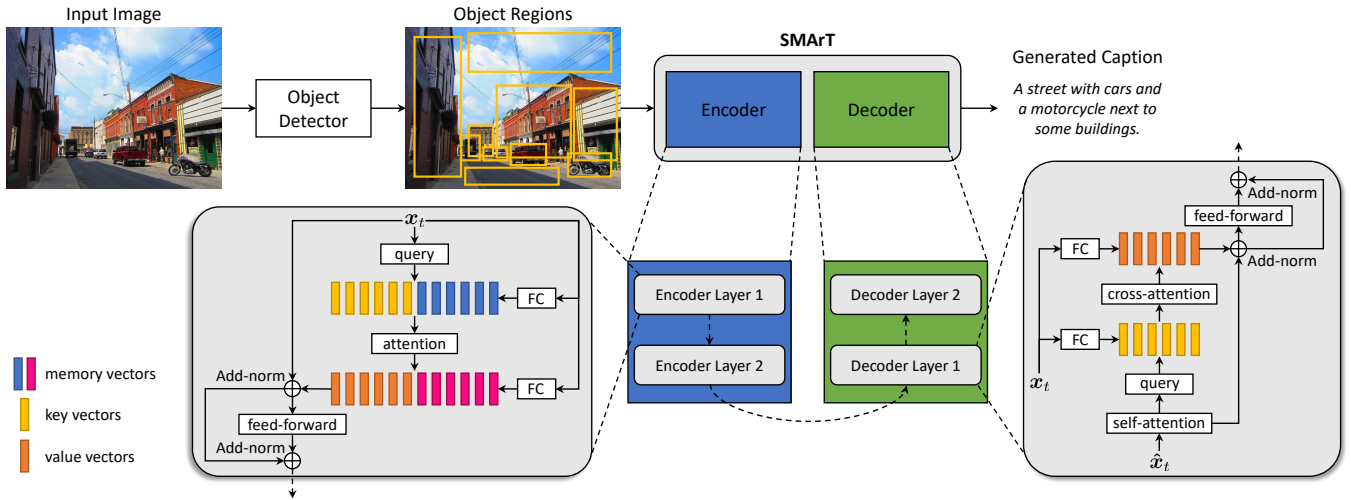 Input Image
Object Regions
SMArT
Generated Caption
Object
Detector
Encoder
Decoder
A street with cars and
a motorcycle next to
some buildings.
x_t
query
FC
attention
FC
Add-norm
feed-forward
Add-norm
memory vectors
key vectors
value vectors
Encoder Layer 1
Encoder Layer 2
Decoder Layer 2
Decoder Layer 1
Add-norm
feed-forward
FC
Add-norm
cross-attention
FC
x_t
query
self-attention
x̂_t